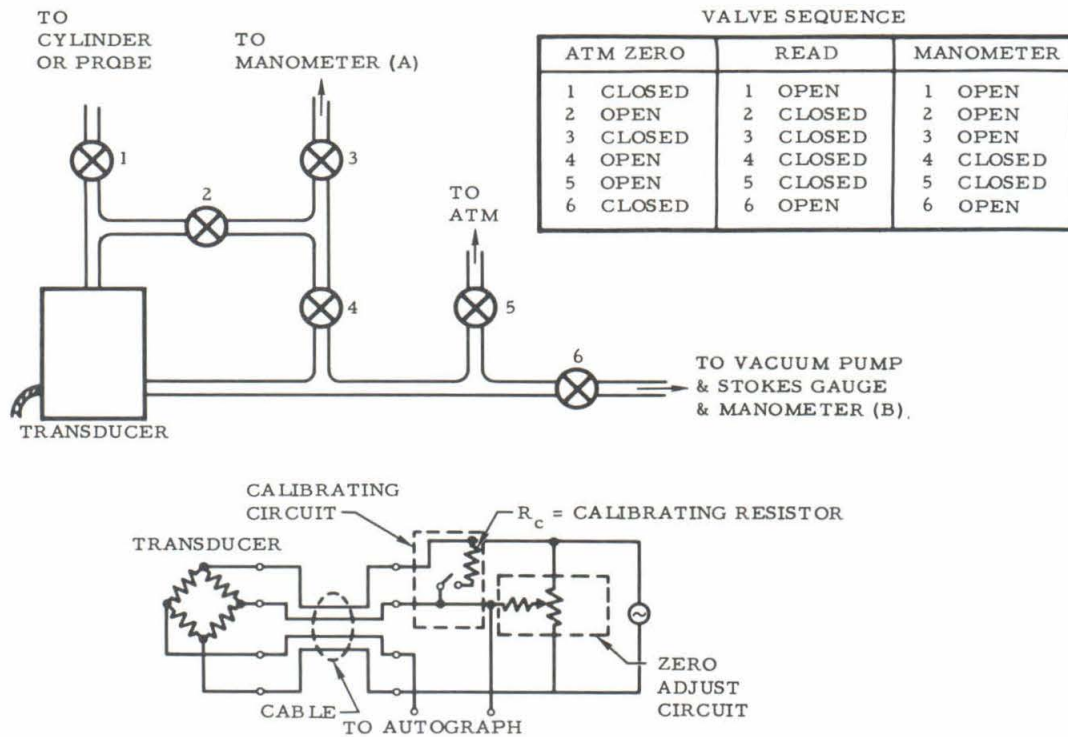 TO
CYLINDER
OR PROBE
TO
MANOMETER (A)
1
3
2
4
TO
ATM
5
6
TO VACUUM PUMP
& STOKES GAUGE
& MANOMETER (B).
TRANSDUCER
VALVE SEQUENCE
ATM ZERO READ MANOMETER
1 CLOSED 1 OPEN 1 OPEN
2 OPEN 2 CLOSED 2 OPEN
3 CLOSED 3 CLOSED 3 OPEN
4 OPEN 4 CLOSED 4 CLOSED
5 OPEN 5 CLOSED 5 CLOSED
6 CLOSED 6 OPEN 6 OPEN
CALIBRATING
CIRCUIT
Rc = CALIBRATING RESISTOR
TRANSDUCER
ZERO
ADJUST
CIRCUIT
CABLE
TO AUTOGRAPH